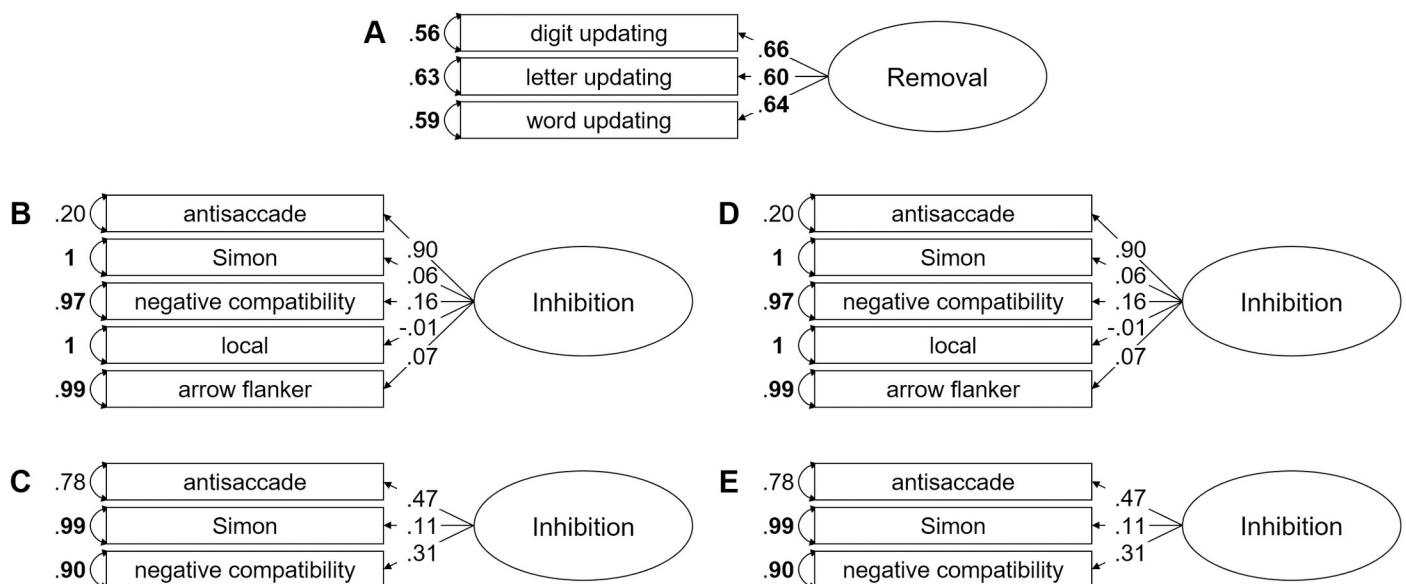 A
.56 digit updating .66
.63 letter updating .60 Removal
.59 word updating .64
B
.20 antisaccade .90
1 Simon .06
.97 negative compatibility .16 Inhibition
1 local -.01
.99 arrow flanker .07
D
.20 antisaccade .90
1 Simon .06
.97 negative compatibility .16 Inhibition
1 local -.01
.99 arrow flanker .07
C
.78 antisaccade .47
.99 Simon .11 Inhibition
.90 negative compatibility .31
E
.78 antisaccade .47
.99 Simon .11 Inhibition
.90 negative compatibility .31